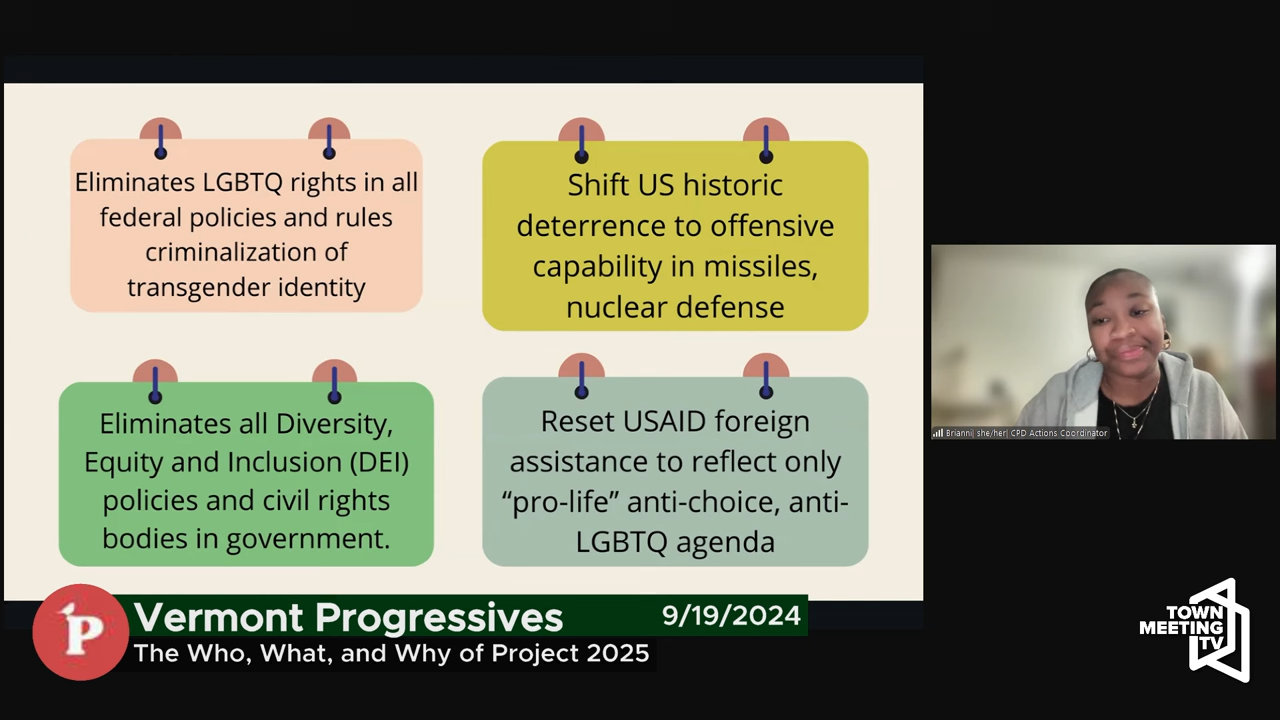 Eliminates LGBTQ rights in all
federal policies and rules
criminalization of
transgender identity
Shift US historic
deterrence to offensive
capability in missiles,
nuclear defense
Eliminates all Diversity,
Equity and Inclusion (DEI)
policies and civil rights
bodies in government.
Reset USAID foreign
assistance to reflect only
“pro-life” anti-choice, anti-
LGBTQ agenda
Brianni| she/her| CPD Actions Coordinator
P
Vermont Progressives
9/19/2024
The Who, What, and Why of Project 2025
TOWN
MEETING
TV